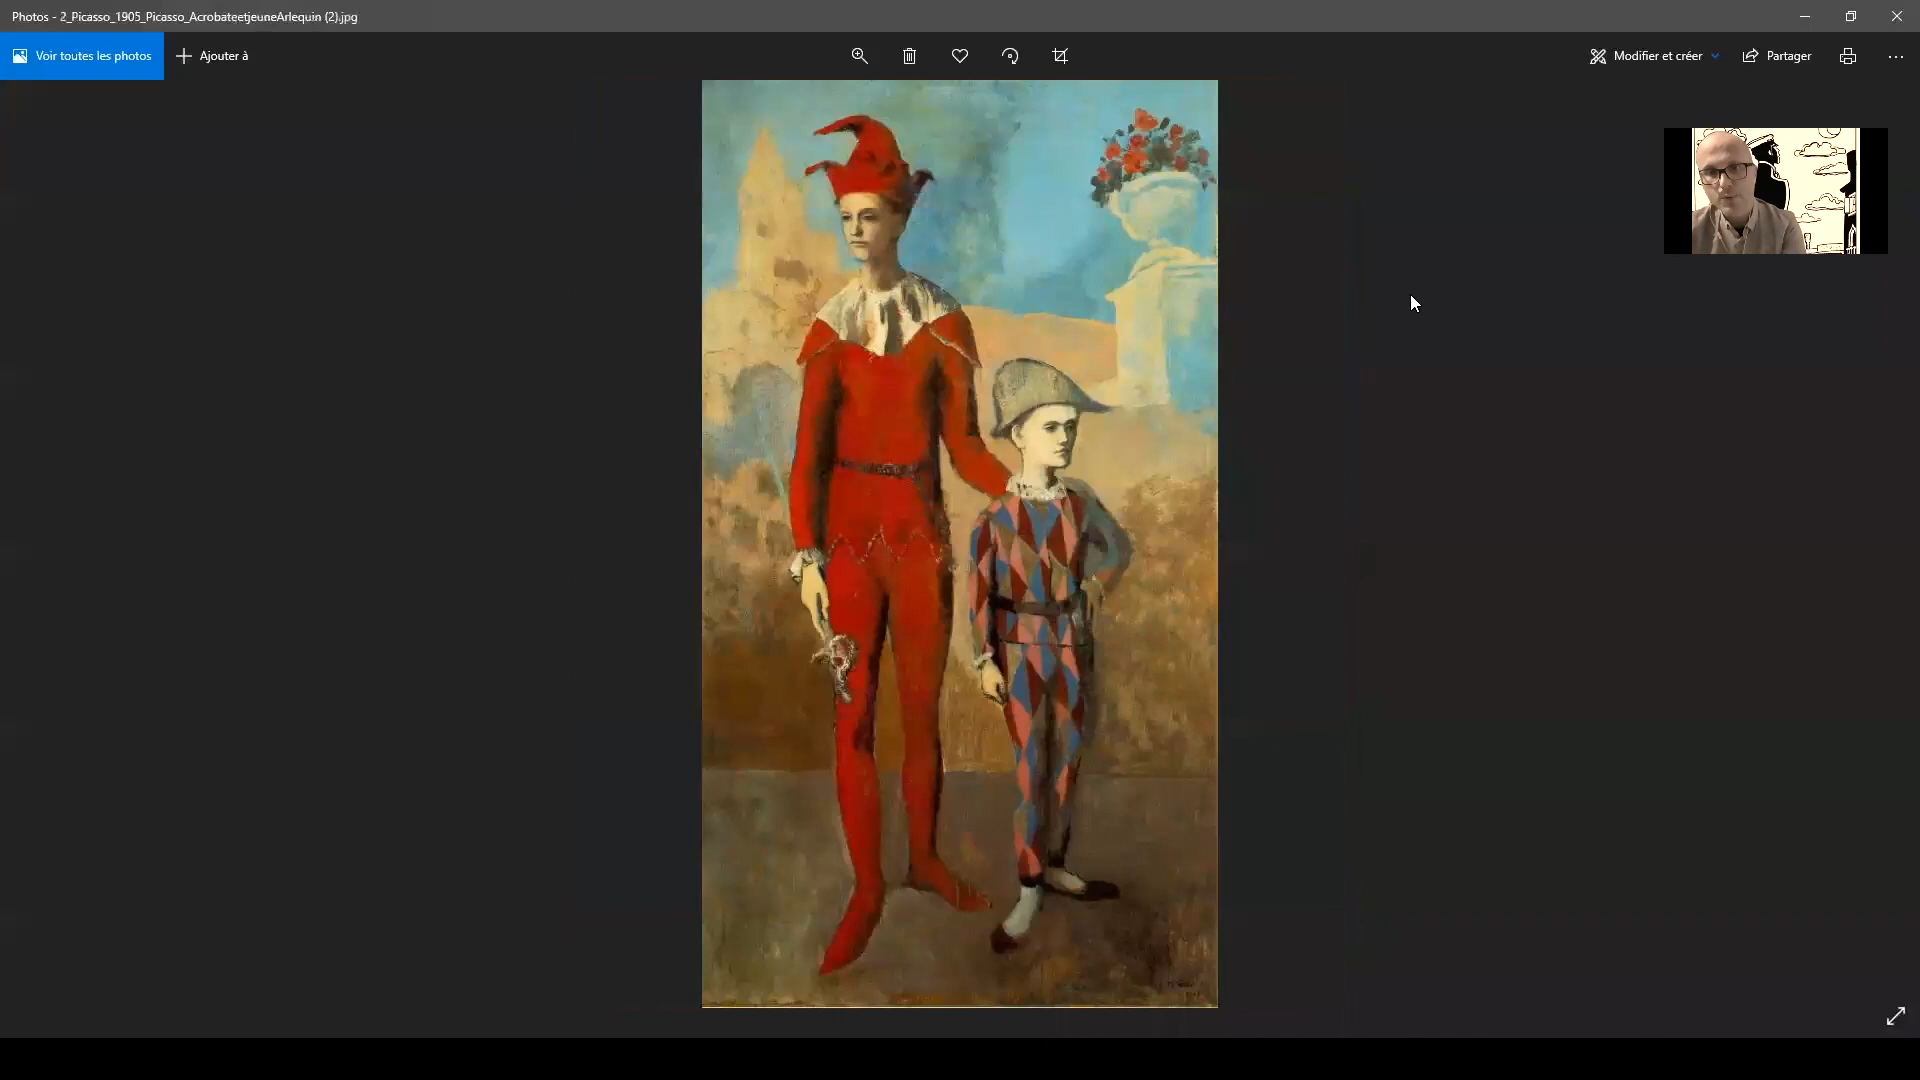 Photos - 2_Picasso_1905_Picasso_AcrobateetjeuneArlequin (2).jpg
Voir toutes les photos
Ajouter à
Modifier et créer
Partager